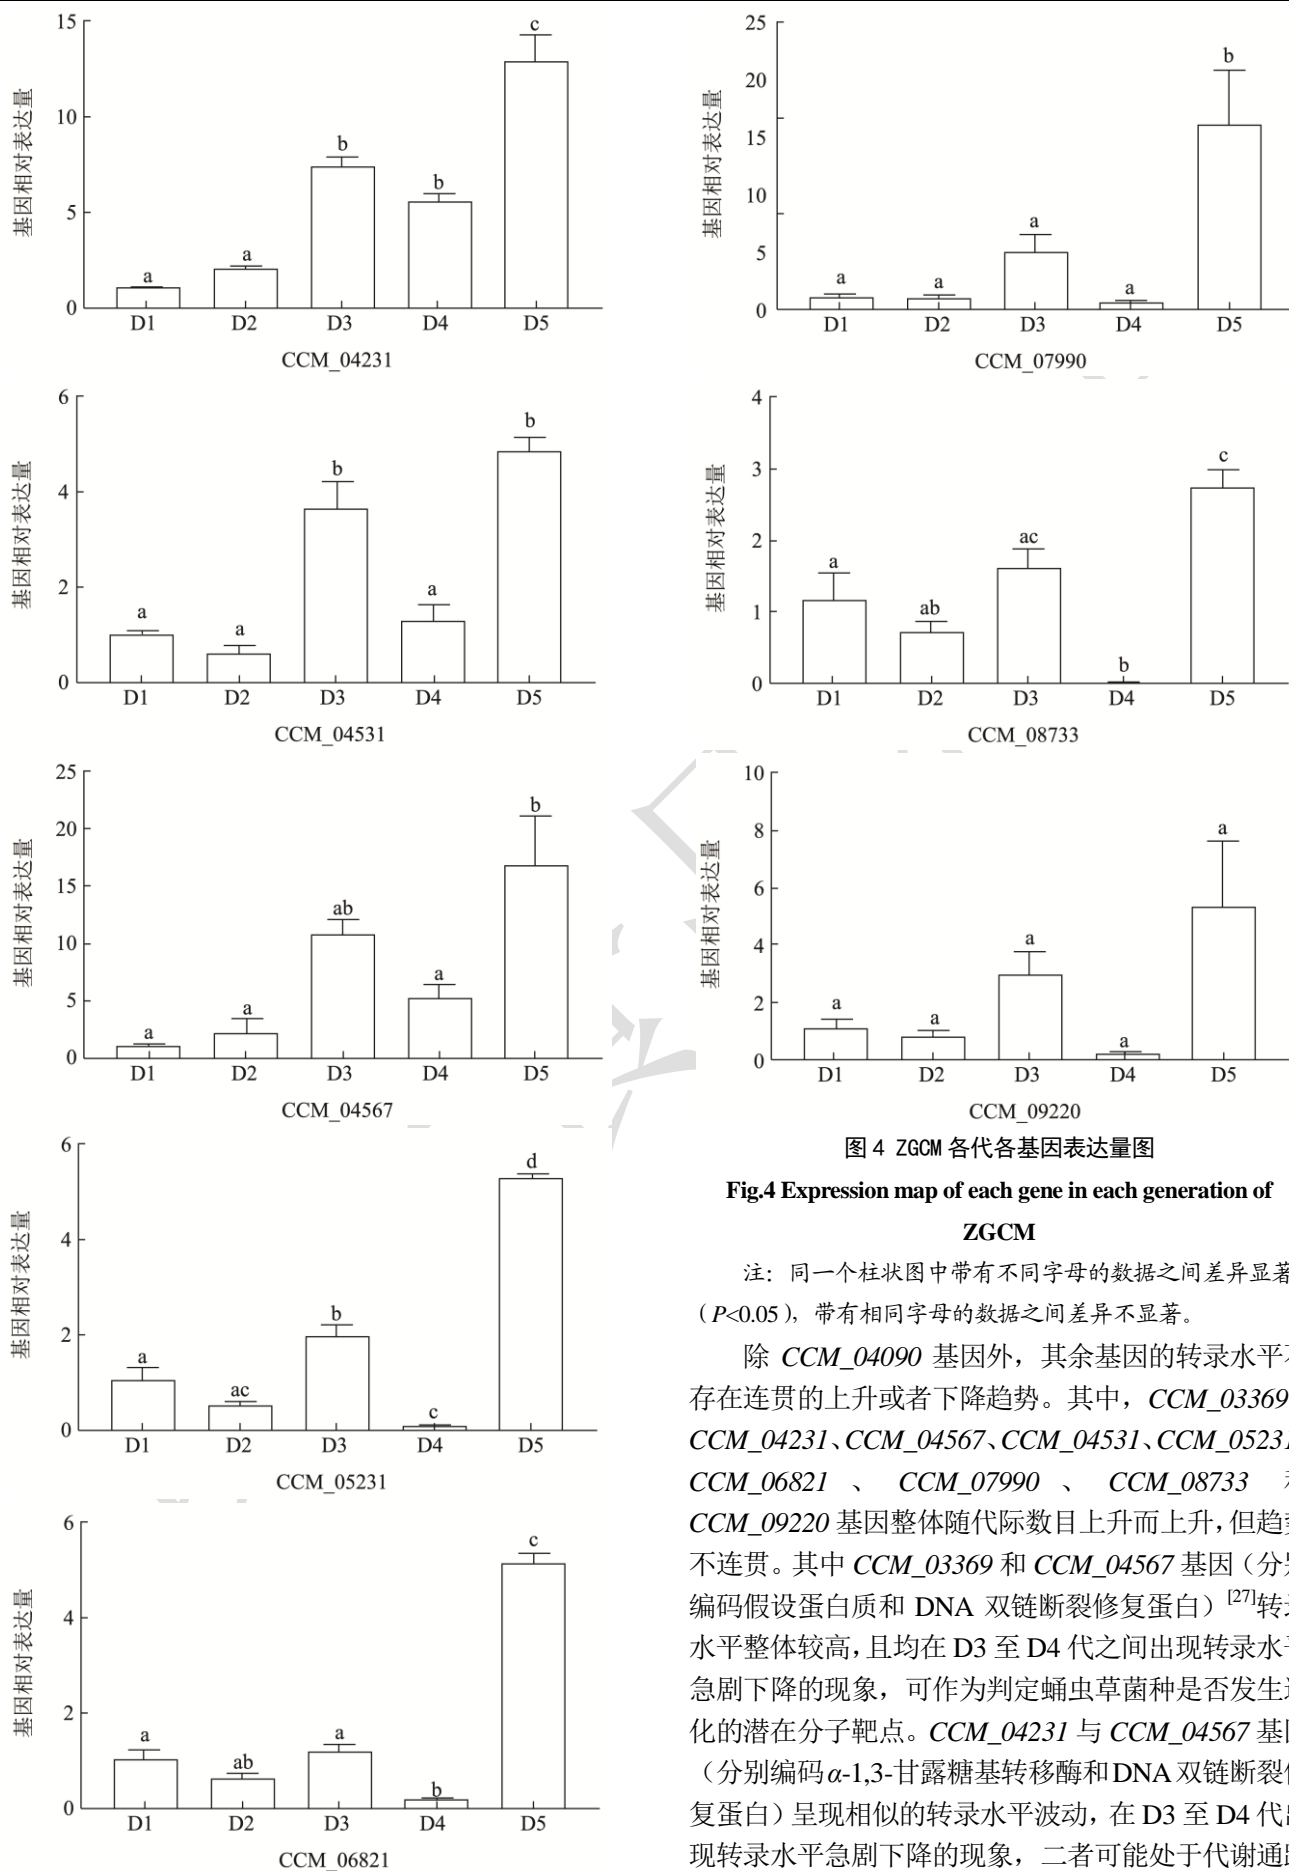 15
10
5
0
基因相对表达量
a
a
b
b
c
D1 D2 D3 D4 D5
CCM_04231
6
4
2
0
基因相对表达量
a
a
b
a
b
D1 D2 D3 D4 D5
CCM_04531
25
20
15
10
5
0
基因相对表达量
a
a
ab
a
b
D1 D2 D3 D4 D5
CCM_04567
6
4
2
0
基因相对表达量
a
ac
b
c
d
D1 D2 D3 D4 D5
CCM_05231
6
4
2
0
基因相对表达量
a
ab
a
b
c
D1 D2 D3 D4 D5
CCM_06821
25
20
15
10
5
0
基因相对表达量
a
a
a
a
b
D1 D2 D3 D4 D5
CCM_07990
4
3
2
1
0
基因相对表达量
a
ab
ac
b
c
D1 D2 D3 D4 D5
CCM_08733
10
8
6
4
2
0
基因相对表达量
a
a
a
a
a
D1 D2 D3 D4 D5
CCM_09220
图 4 ZGCM 各代各基因表达量图
Fig.4 Expression map of each gene in each generation of
ZGCM
注：同一个柱状图中带有不同字母的数据之间差异显著
（P<0.05），带有相同字母的数据之间差异不显著。
除 CCM_04090 基因外，其余基因的转录水平
存在连贯的上升或者下降趋势。其中，CCM_03369
CCM_04231、CCM_04567、CCM_04531、CCM_05231
CCM_06821 、 CCM_07990 、 CCM_08733
CCM_09220 基因整体随代际数目上升而上升，但趋
不连贯。其中 CCM_03369 和 CCM_04567 基因（分
编码假设蛋白质和 DNA 双链断裂修复蛋白）[27]转
水平整体较高，且均在 D3 至 D4 代之间出现转录水
急剧下降的现象，可作为判定蛹虫草菌种是否发生
化的潜在分子靶点。CCM_04231 与 CCM_04567 基
（分别编码 α-1,3-甘露糖基转移酶和 DNA 双链断裂
复蛋白）呈现相似的转录水平波动，在 D3 至 D4 代
现转录水平急剧下降的现象，二者可能处于代谢通